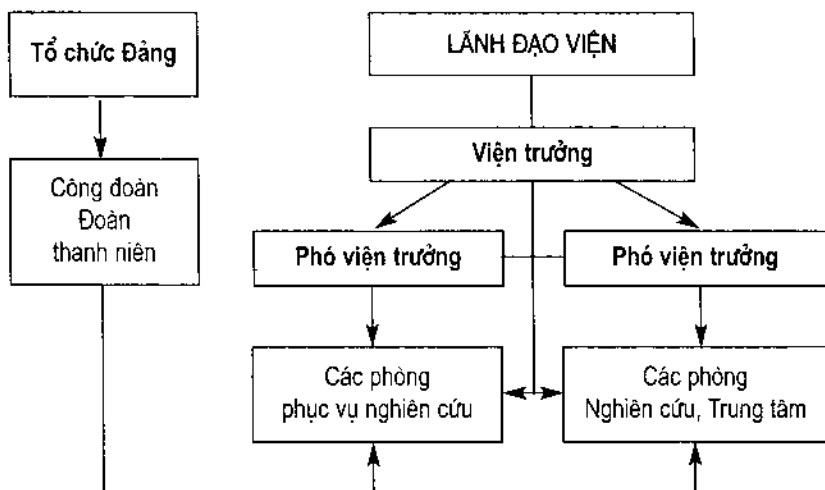 Tổ chức Đảng
LÃNH ĐẠO VIỆN
Viện trưởng
Công đoàn
Đoàn
thanh niên
Phó viện trưởng
Phó viện trưởng
Các phòng
phục vụ nghiên cứu
Các phòng
Nghiên cứu, Trung tâm